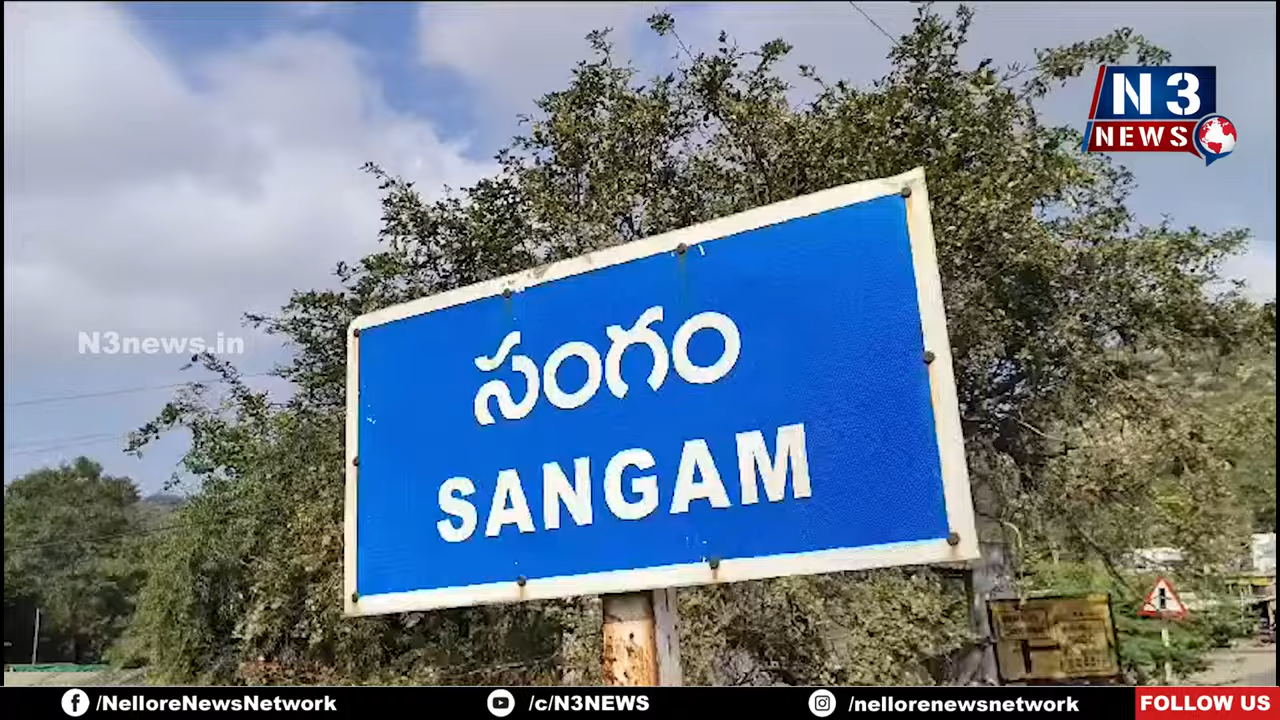 N3
NEWS
N3news.in
సంగం
SANGAM
/NelloreNewsNetwork
/c/N3NEWS
/nellorenewsnetwork
FOLLOW US